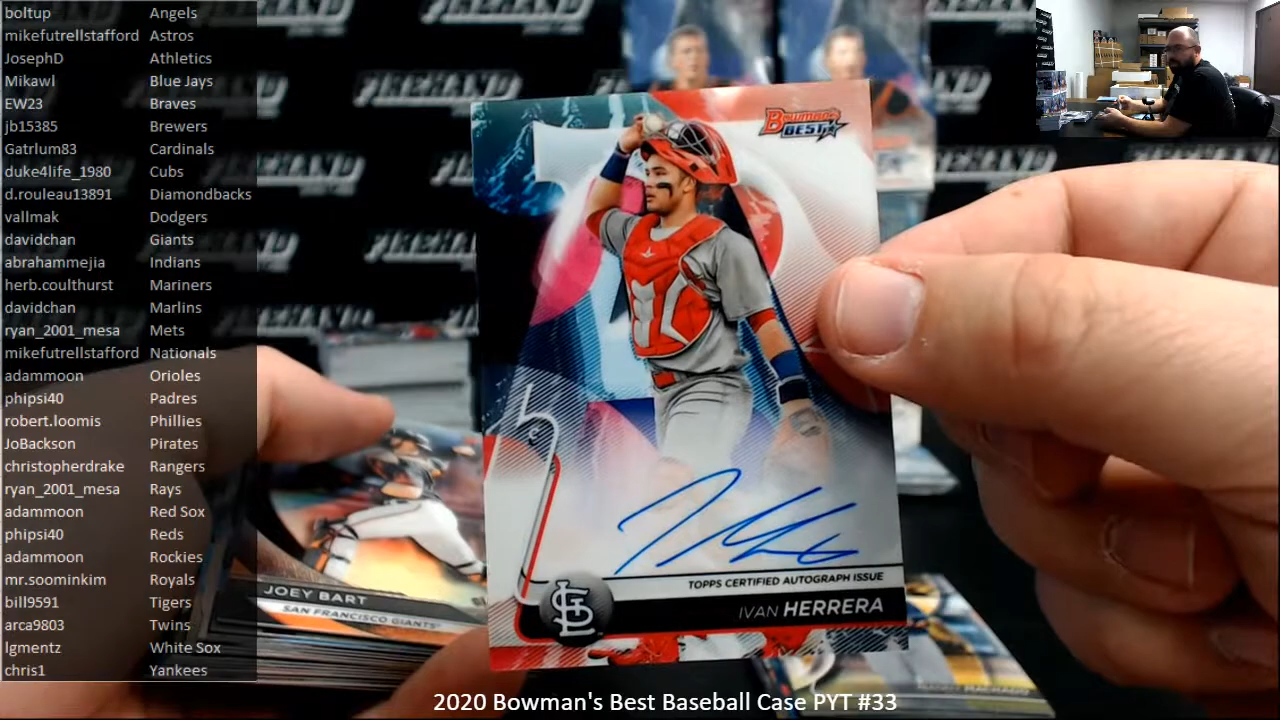 boltup Angels
mikefutrellstafford Astros
JosephD Athletics
Mikawl Blue Jays
EW23 Braves
jb15385 Brewers
Gatrlum83 Cardinals
duke4life_1980 Cubs
d.rouleau13891 Diamondbacks
vallmak Dodgers
davidchan Giants
abrahammejia Indians
herb.coulthurst Mariners
davidchan Marlins
ryan_2001_mesa Mets
mikefutrellstafford Nationals
adammoon Orioles
phipsi40 Padres
robert.loomis Phillies
JoBackson Pirates
christopherdrake Rangers
ryan_2001_mesa Rays
adammoon Red Sox
phipsi40 Reds
adammoon Rockies
mr.soominkim Royals
bill9591 Tigers
arca9803 Twins
lgmentz White Sox
chris1 Yankees
FIREHAND
Bowman's
BEST
TOPPS CERTIFIED AUTOGRAPH ISSUE
IVAN HERRERA
JOEY BART
SAN FRANCISCO GIANTS
2020 Bowman's Best Baseball Case PYT #33